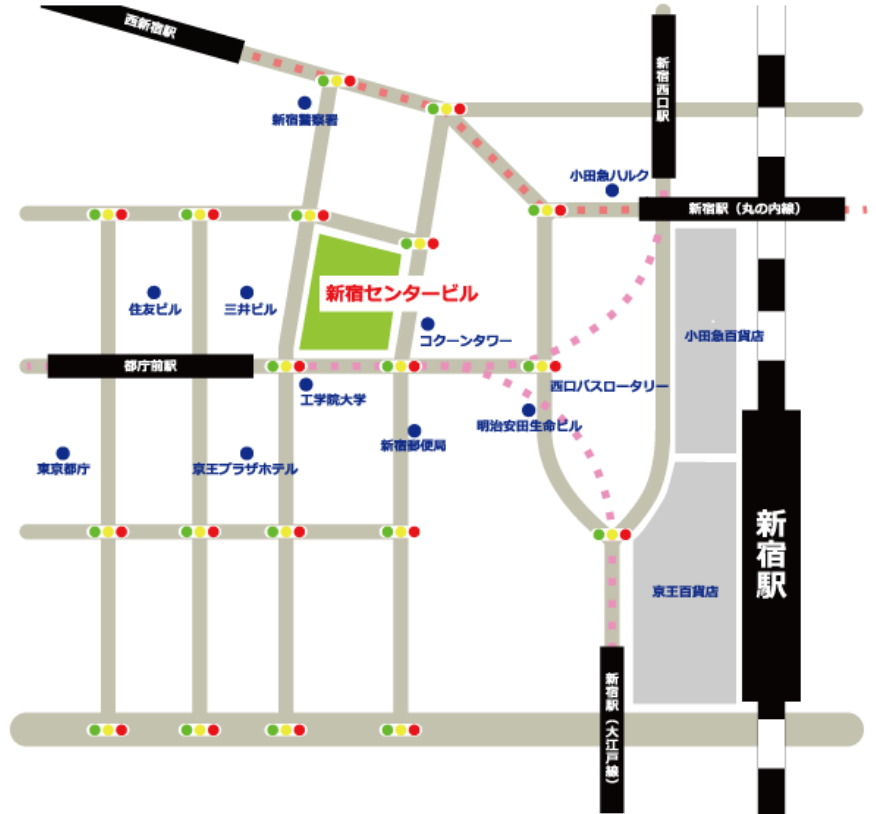 西新宿駅
新宿西口駅
新宿警察署
小田急ハルク
新宿駅（丸の内線）
新宿センタービル
住友ビル
三井ビル
コクーンタワー
小田急百貨店
都庁前駅
西口バスロータリー
工学院大学
明治安田生命ビル
新宿郵便局
東京都庁
京王プラザホテル
新宿駅
京王百貨店
新宿駅（大江戸線）